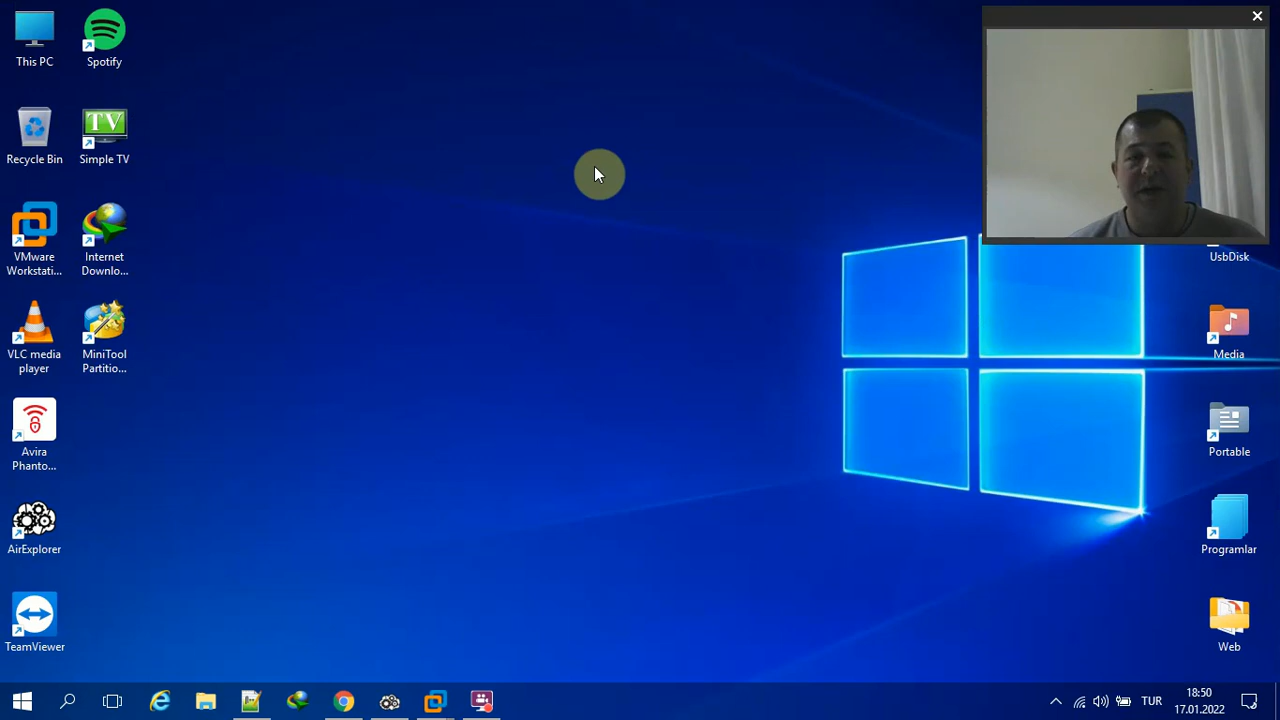 This PC
Spotify
Recycle Bin
TV
Simple TV
VMware
Workstati...
Internet
Downlo...
VLC media
player
MiniTool
Partitio...
Avira
Phanto...
AirExplorer
TeamViewer
UsbDisk
Media
Portable
Programlar
Web
TUR
18:50
17.01.2022